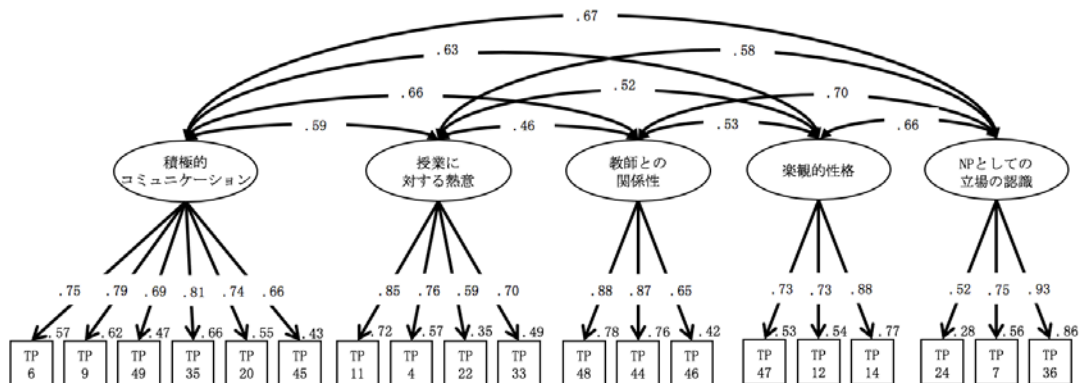 .67
.63
.58
.66
.52
.70
.59
.46
.53
.66
積極的
コミュニケーション
授業に
対する熱意
教師との
関係性
楽観的性格
NPとしての
立場の認識
.75 .79 .69 .81 .74 .66
.85 .76 .59 .70
.88 .87 .65
.73 .73 .88
.52 .75 .93
.57 .62 .47 .66 .55 .43
.72 .57 .35 .49
.78 .76 .42
.53 .54 .77
.28 .56 .86
TP TP TP TP TP TP
6 9 49 35 20 45
TP TP TP TP
11 4 22 33
TP TP TP
48 44 46
TP TP TP
47 12 14
TP TP TP
24 7 36